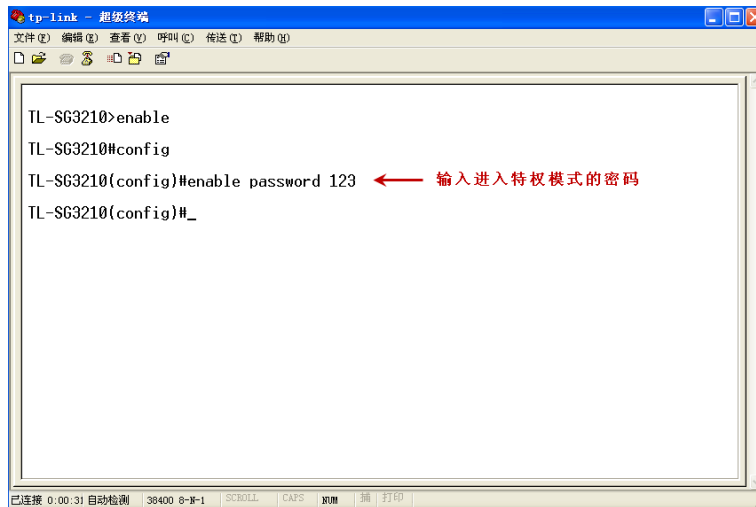 tp-link - 超级终端
文件(F) 编辑(E) 查看(V) 呼叫(C) 传送(T) 帮助(H)
TL-SG3210>enable
TL-SG3210#config
TL-SG3210(config)#enable password 123 输入进入特权模式的密码
TL-SG3210(config)#_
已连接 0:00:31 自动检测 38400 8-N-1 SCROLL CAPS NUM 捕 打印